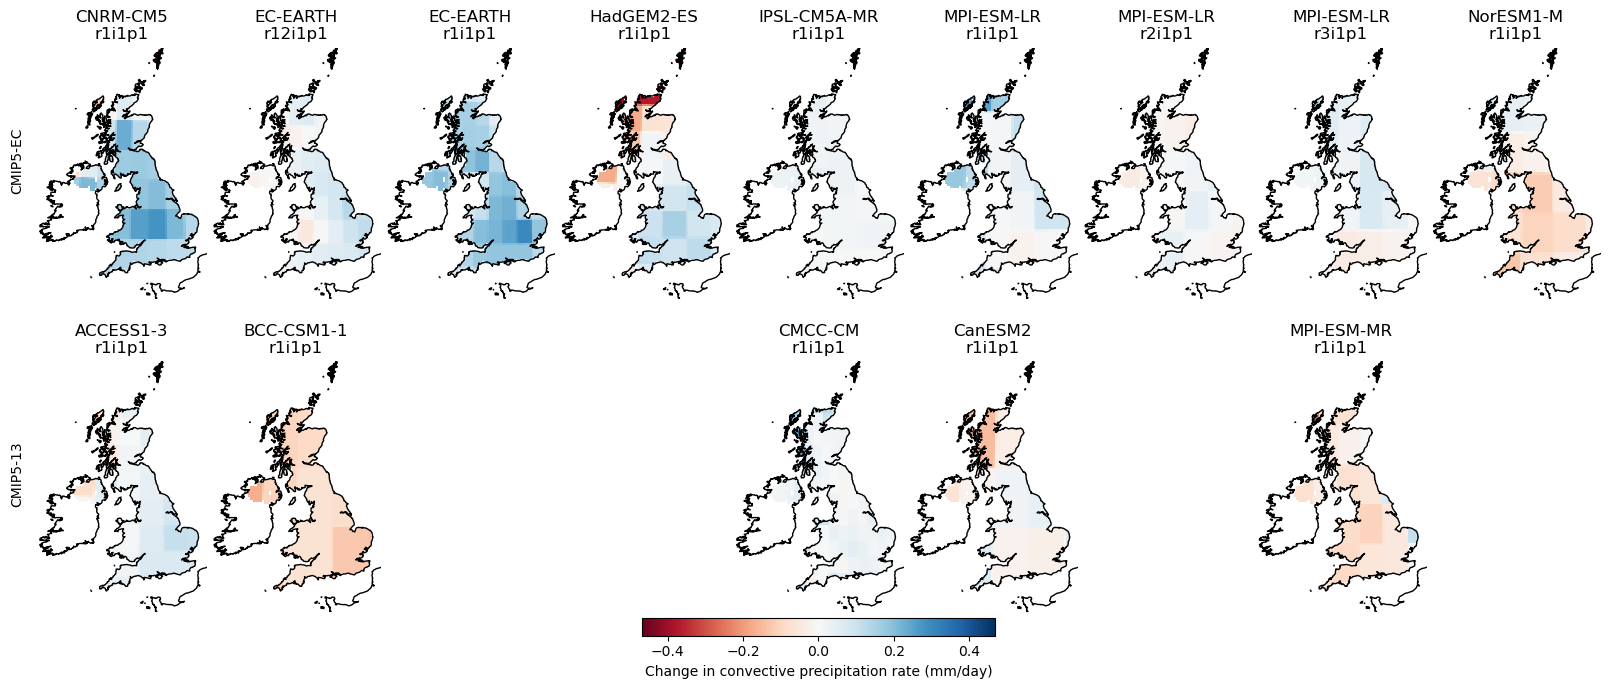 CNRM-CM5
r1i1p1
EC-EARTH
r12i1p1
EC-EARTH
r1i1p1
HadGEM2-ES
r1i1p1
IPSL-CM5A-MR
r1i1p1
MPI-ESM-LR
r1i1p1
MPI-ESM-LR
r2i1p1
MPI-ESM-LR
r3i1p1
NorESM1-M
r1i1p1
CMIP5-EC
ACCESS1-3
r1i1p1
BCC-CSM1-1
r1i1p1
CMCC-CM
r1i1p1
CanESM2
r1i1p1
MPI-ESM-MR
r1i1p1
CMIP5-13
−0.4 −0.2 0.0 0.2 0.4
Change in convective precipitation rate (mm/day)